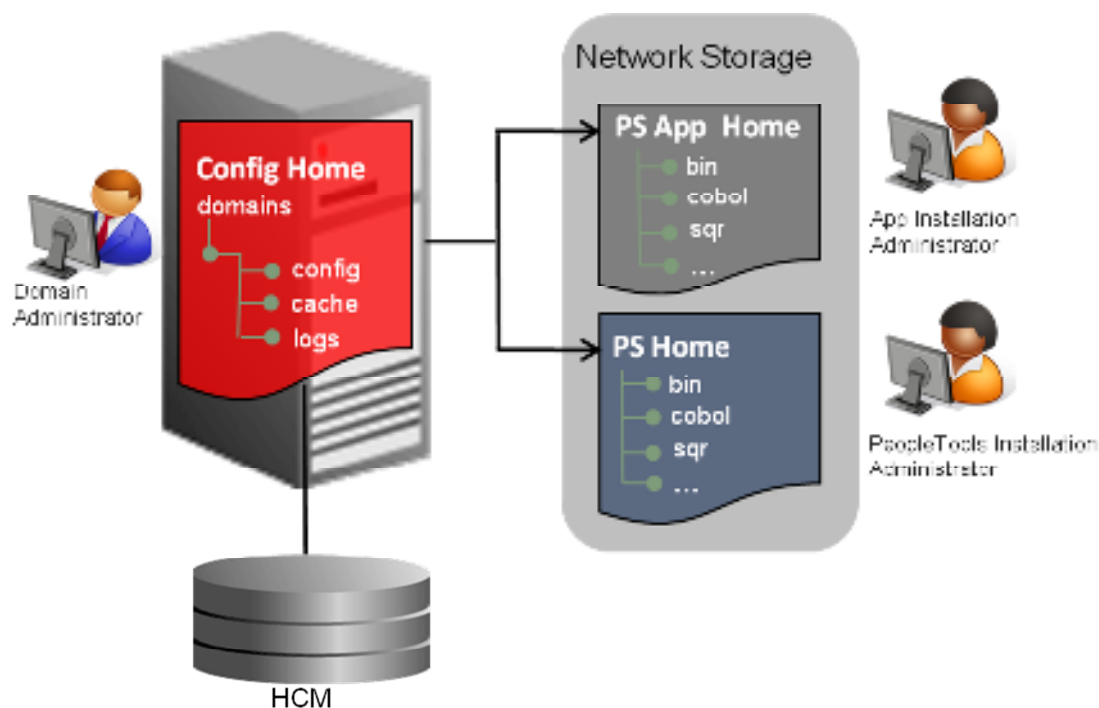 Network Storage
Config Home
domains
config
cache
logs
Domain
Administrator
PS App Home
bin
cobol
sqr
...
App Installation
Administrator
PS Home
bin
cobol
sqr
...
PeopleTools Installation
Administrator
HCM